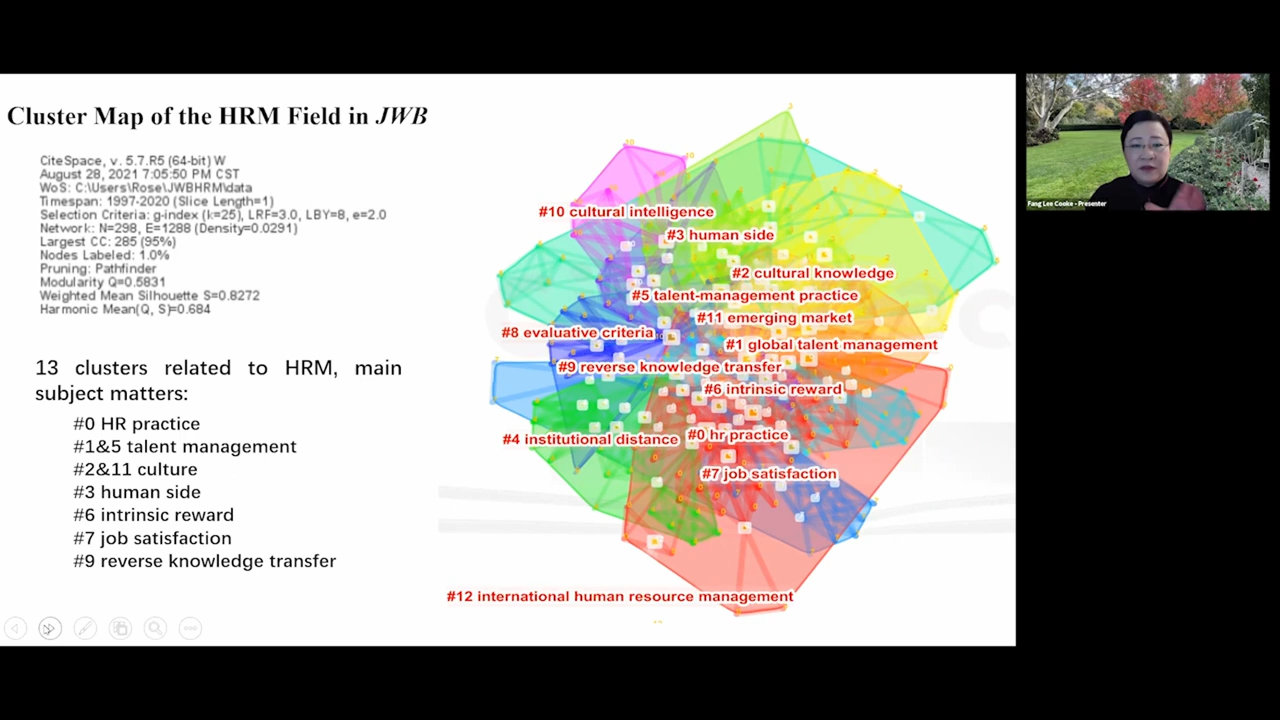 Cluster Map of the HRM Field in JWB
CiteSpace, v. 5.7.R5 (64-bit) W
August 28, 2021 7:05:50 PM CST
WoS: C:\Users\Rose\JWBHRM\data
Timespan: 1997-2020 (Slice Length=1)
Selection Criteria: g-index (k=25), LRF=3.0, LBY=8, e=2.0
Network: N=298, E=1288 (Density=0.0291)
Largest CC: 285 (95%)
Nodes Labeled: 1.0%
Pruning: Pathfinder
Modularity Q=0.5831
Weighted Mean Silhouette S=0.8272
Harmonic Mean(Q, S)=0.684
13 clusters related to HRM, main
subject matters:
#0 HR practice
#1&5 talent management
#2&11 culture
#3 human side
#6 intrinsic reward
#7 job satisfaction
#9 reverse knowledge transfer
#10 cultural intelligence
#3 human side
#2 cultural knowledge
#5 talent-management practice
#11 emerging market
#8 evaluative criteria
#1 global talent management
#9 reverse knowledge transfer
#6 intrinsic reward
#4 institutional distance
#0 hr practice
#7 job satisfaction
#12 international human resource management
Fang Lee Cooke - Presenter